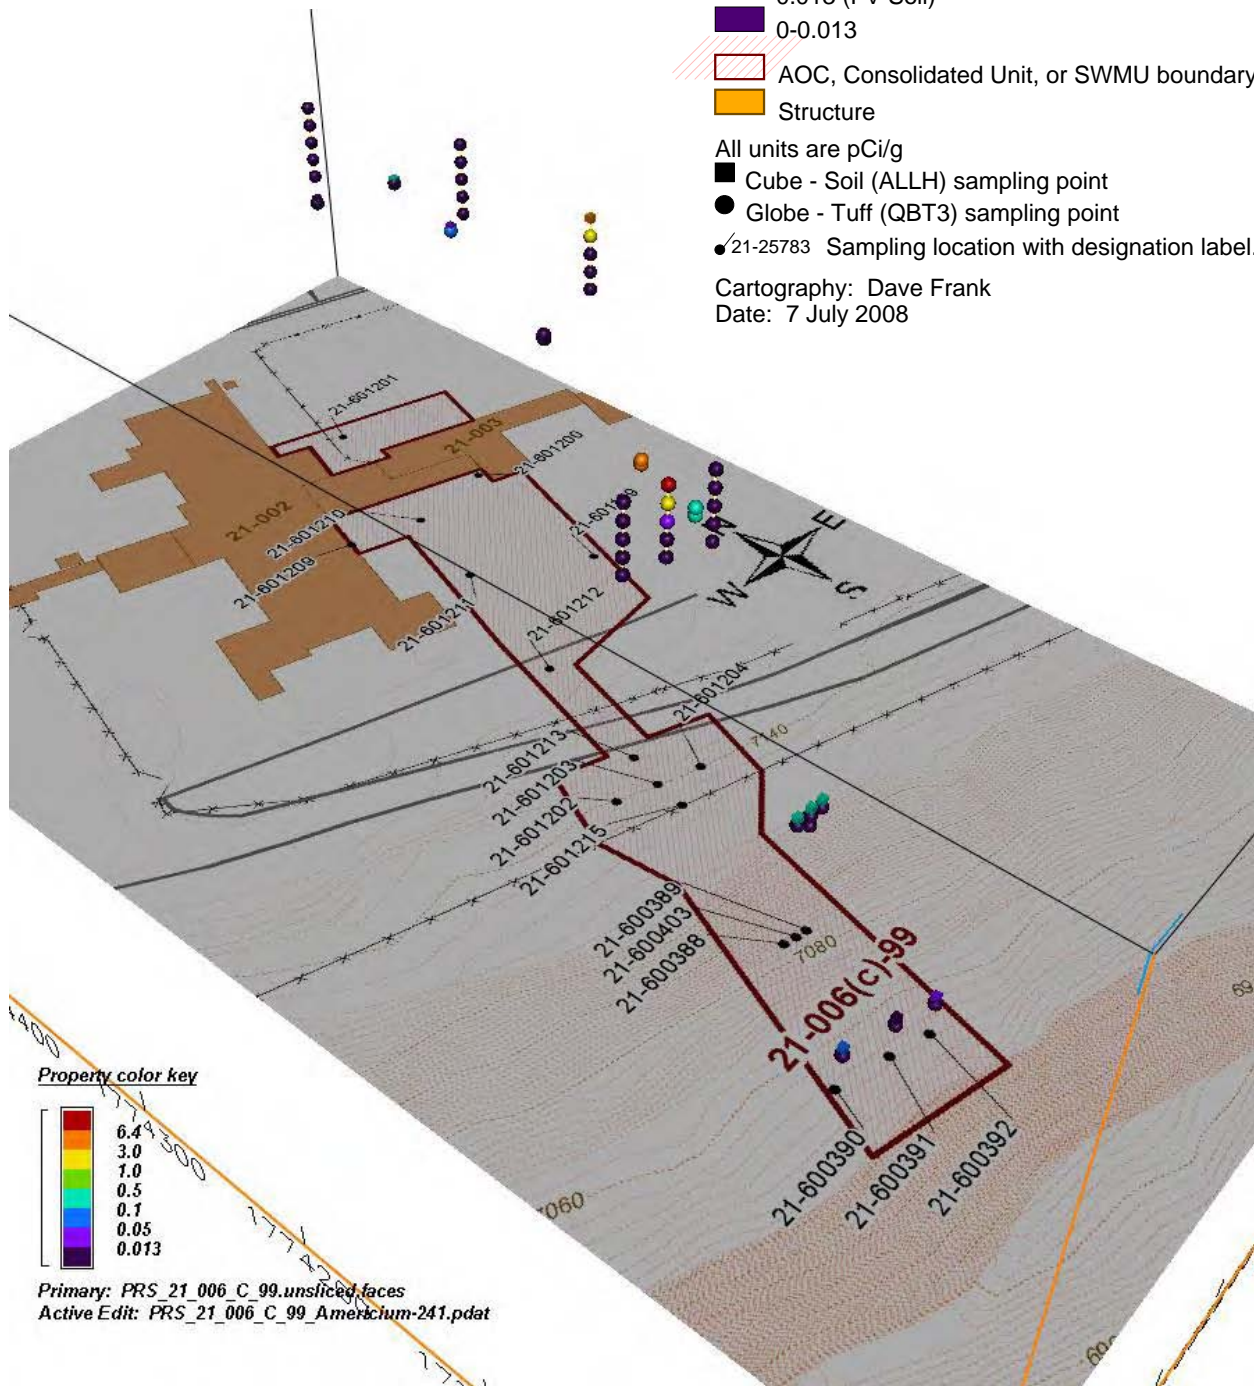 0.013 (FV Soil)
0-0.013
AOC, Consolidated Unit, or SWMU boundary
Structure
All units are pCi/g
Cube - Soil (ALLH) sampling point
Globe - Tuff (QBT3) sampling point
21-25783 Sampling location with designation label.
Cartography: Dave Frank
Date: 7 July 2008
21-601201
21-003
21-601200
21-002
21-601210
21-601209
21-601211
21-601212
N
E
W
S
21-601204
7140
21-601213
21-601203
21-601202
21-601215
21-600389
21-600403
21-600388
7080
21-006(c)-99
21-600390
21-600391
21-600392
Property color key
6.4
3.0
1.0
0.5
0.1
0.05
0.013
Primary: PRS_21_006_C_99.unsliced.faces
Active Edit: PRS_21_006_C_99_Americium-241.pdat